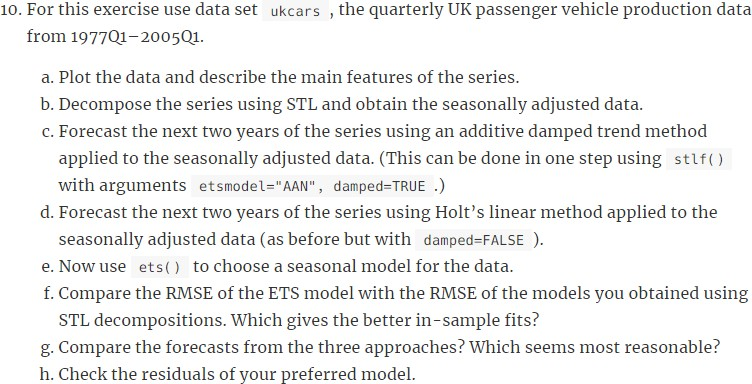 10. For this exercise use data set ukcars , the quarterly UK passenger vehicle production data
from 1977Q1–2005Q1.
a. Plot the data and describe the main features of the series.
b. Decompose the series using STL and obtain the seasonally adjusted data.
c. Forecast the next two years of the series using an additive damped trend method
applied to the seasonally adjusted data. (This can be done in one step using stlf()
with arguments etsmodel="AAN", damped=TRUE .)
d. Forecast the next two years of the series using Holt’s linear method applied to the
seasonally adjusted data (as before but with damped=FALSE ).
e. Now use ets() to choose a seasonal model for the data.
f. Compare the RMSE of the ETS model with the RMSE of the models you obtained using
STL decompositions. Which gives the better in-sample fits?
g. Compare the forecasts from the three approaches? Which seems most reasonable?
h. Check the residuals of your preferred model.